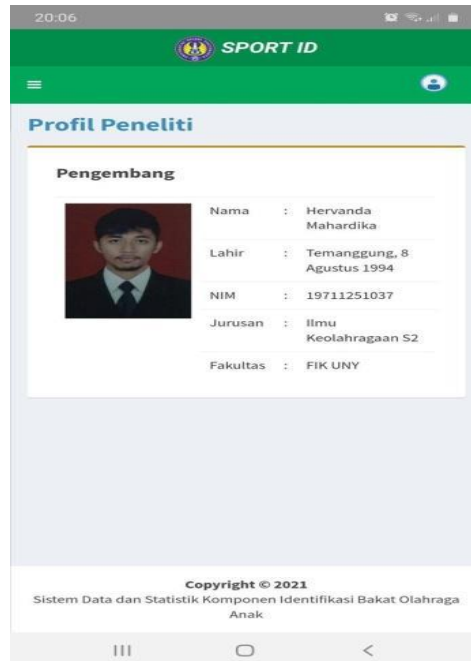 20:06
SPORT ID
Profil Peneliti
Pengembang
Nama : Hervanda
Mahardika
Lahir : Temanggung, 8
Agustus 1994
NIM : 19711251037
Jurusan : Ilmu
Keolahragaan S2
Fakultas : FIK UNY
Copyright © 2021
Sistem Data dan Statistik Komponen Identifikasi Bakat Olahraga
Anak